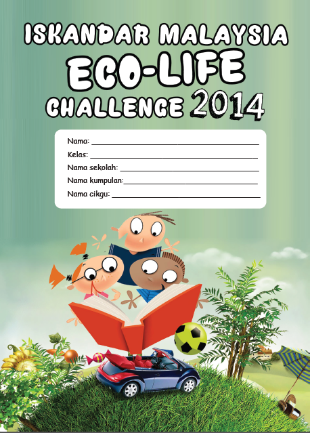 ISKANDAR MALAYSIA
ECO-LIFE
CHALLENGE 2014
Nama:
Kelas:
Nama sekolah:
Nama kumpulan:
Nama cikgu: